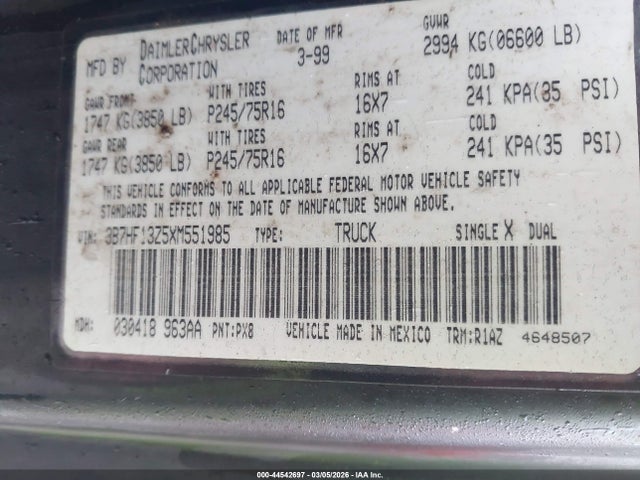 MFD BY DAIMLERCHRYSLER CORPORATION DATE OF MFR 3-99 GVWR 2994 KG(06600 LB)
GAWR FRONT WITH TIRES RIMS AT COLD
1747 KG(3850 LB) P245/75R16 16X7 241 KPA(35 PSI)
GAWR REAR WITH TIRES RIMS AT COLD
1747 KG(3850 LB) P245/75R16 16X7 241 KPA(35 PSI)
THIS VEHICLE CONFORMS TO ALL APPLICABLE FEDERAL MOTOR VEHICLE SAFETY
STANDARDS IN EFFECT ON THE DATE OF MANUFACTURE SHOWN ABOVE.
VIN: 3B7HF13Z5XM551985 TYPE: TRUCK SINGLE X DUAL
MDH: 030418 963AA PNT:PX8 VEHICLE MADE IN MEXICO TRM:R1AZ 4648507
000-44542697 - 03/05/2026 - IAA Inc.